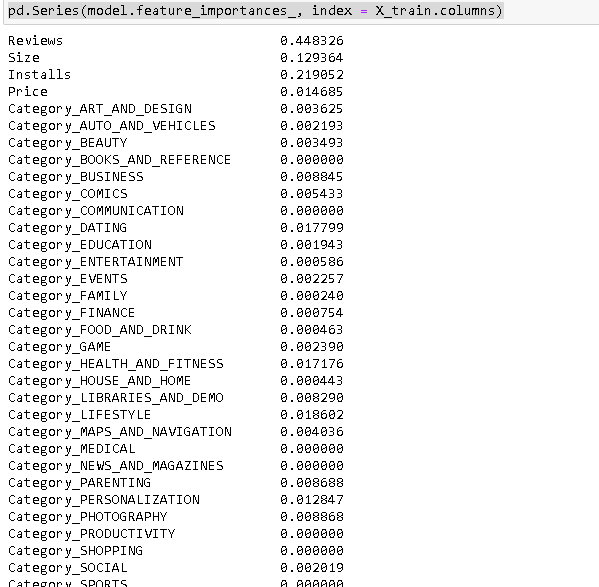 pd.Series(model.feature_importances_, index = X_train.columns)
Reviews 0.448326
Size 0.129364
Installs 0.219052
Price 0.014685
Category_ART_AND_DESIGN 0.003625
Category_AUTO_AND_VEHICLES 0.002193
Category_BEAUTY 0.003493
Category_BOOKS_AND_REFERENCE 0.000000
Category_BUSINESS 0.008845
Category_COMICS 0.005433
Category_COMMUNICATION 0.000000
Category_DATING 0.017799
Category_EDUCATION 0.001943
Category_ENTERTAINMENT 0.000586
Category_EVENTS 0.002257
Category_FAMILY 0.000240
Category_FINANCE 0.000754
Category_FOOD_AND_DRINK 0.000463
Category_GAME 0.002390
Category_HEALTH_AND_FITNESS 0.017176
Category_HOUSE_AND_HOME 0.000443
Category_LIBRARIES_AND_DEMO 0.008290
Category_LIFESTYLE 0.018602
Category_MAPS_AND_NAVIGATION 0.004036
Category_MEDICAL 0.000000
Category_NEWS_AND_MAGAZINES 0.000000
Category_PARENTING 0.008688
Category_PERSONALIZATION 0.012847
Category_PHOTOGRAPHY 0.008868
Category_PRODUCTIVITY 0.000000
Category_SHOPPING 0.000000
Category_SOCIAL 0.002019
Category_SPORTS 0.000000